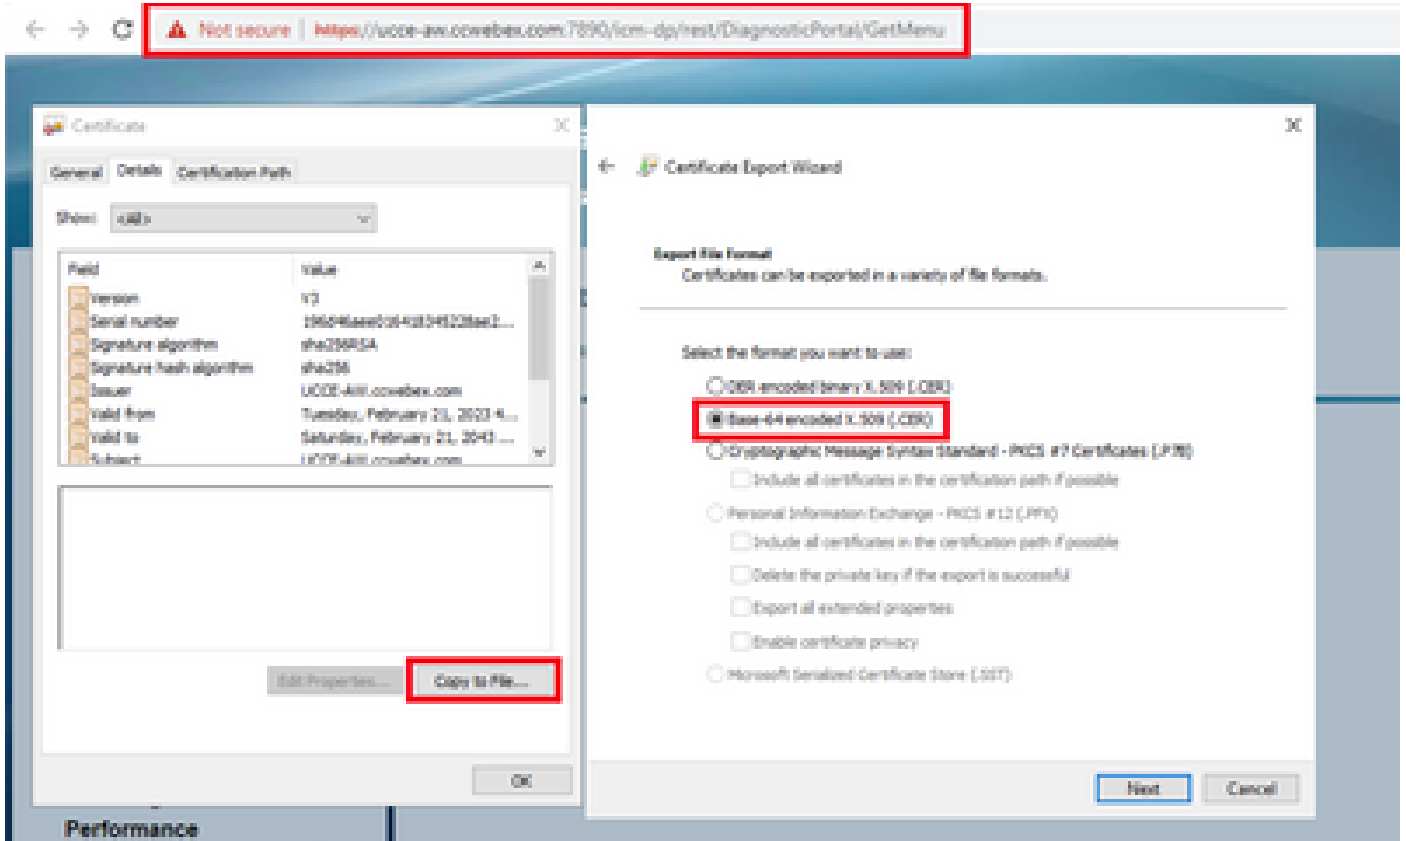 Not secure | https://ucce-aw.ccwebex.com:7890/icm-dp/rest/DiagnosticPortal/GetMenu
Certificate
General Details Certification Path
Show: <All>
Field Value
Version V3
Serial number
Signature algorithm sha256RSA
Signature hash algorithm sha256
Issuer UCCE-AW.ccwebex.com
Valid from Tuesday, February 21, 2023 4...
Valid to Saturday, February 21, 2043 ...
Subject UCCE-AW.ccwebex.com
Edit Properties... Copy to File...
OK
Performance
Certificate Export Wizard
Export File Format
Certificates can be exported in a variety of file formats.
Select the format you want to use:
DER encoded binary X.509 (.CER)
Base-64 encoded X.509 (.CER)
Cryptographic Message Syntax Standard - PKCS #7 Certificates (.P7B)
Include all certificates in the certification path if possible
Personal Information Exchange - PKCS #12 (.PFX)
Include all certificates in the certification path if possible
Delete the private key if the export is successful
Export all extended properties
Enable certificate privacy
Microsoft Serialized Certificate Store (.SST)
Next Cancel